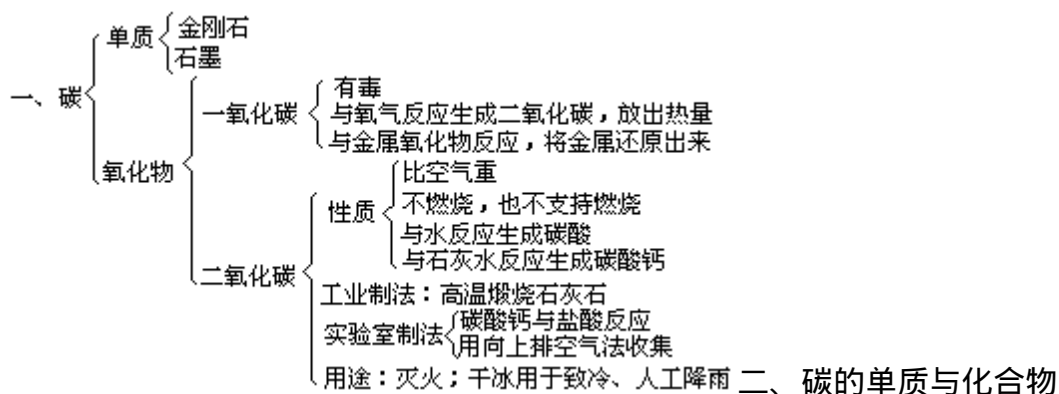 一、碳
单质
金刚石
石墨
氧化物
一氧化碳
有毒
与氧气反应生成二氧化碳，放出热量
与金属氧化物反应，将金属还原出来
二氧化碳
性质
比空气重
不燃烧，也不支持燃烧
与水反应生成碳酸
与石灰水反应生成碳酸钙
工业制法：高温煅烧石灰石
实验室制法
碳酸钙与盐酸反应
用向上排空气法收集
用途：灭火；干冰用于致冷、人工降雨
二、碳的单质与化合物